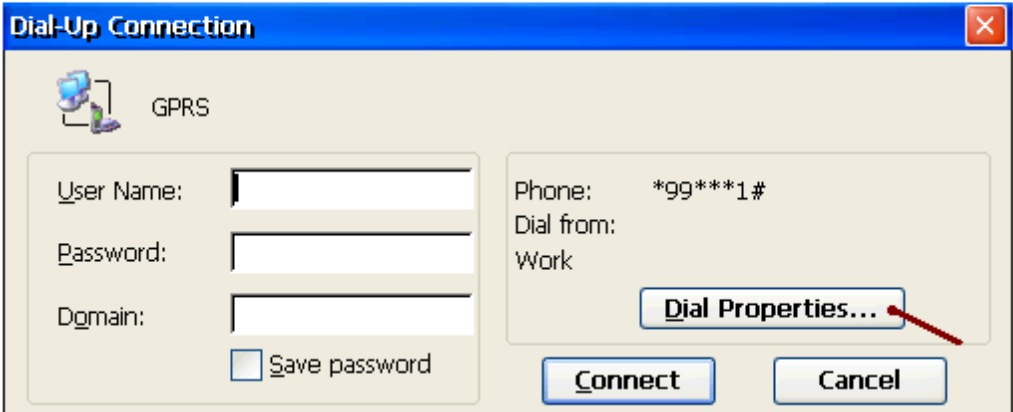 Dial-Up Connection
GPRS
User Name:
Password:
Domain:
Save password
Phone: *99***1#
Dial from:
Work
Dial Properties...
Connect Cancel